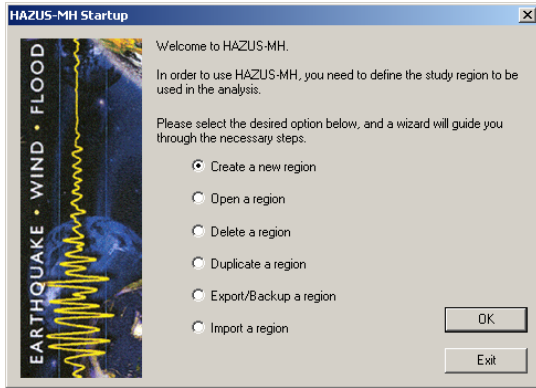 HAZUS-MH Startup
EARTHQUAKE • WIND • FLOOD
Welcome to HAZUS-MH.
In order to use HAZUS-MH, you need to define the study region to be
used in the analysis.
Please select the desired option below, and a wizard will guide you
through the necessary steps.
Create a new region
Open a region
Delete a region
Duplicate a region
Export/Backup a region
Import a region
OK
Exit